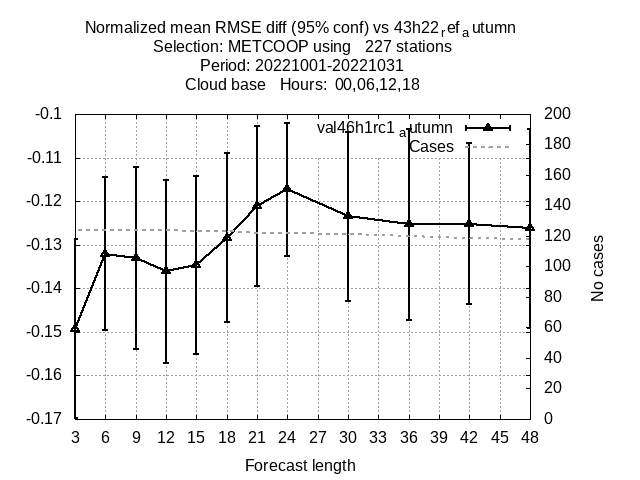 Normalized mean RMSE diff (95% conf) vs 43h22refautumn
Selection: METCOOP using 227 stations
Period: 20221001-20221031
Cloud base Hours: 00,06,12,18
val46h1rc1autumn
Cases
-0.1
-0.11
-0.12
-0.13
-0.14
-0.15
-0.16
-0.17
200
180
160
140
120
100
80
60
40
20
0
No cases
3 6 9 12 15 18 21 24 27 30 33 36 39 42 45 48
Forecast length